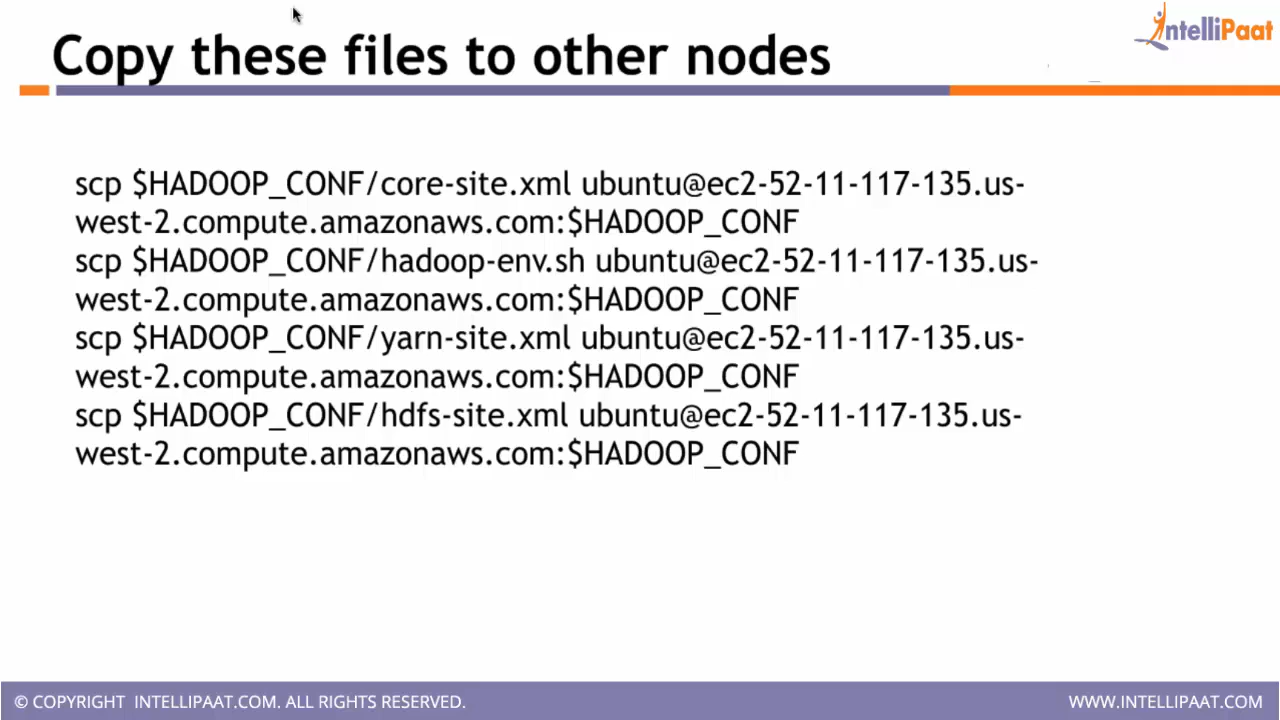 Copy these files to other nodes
IntelliPaat
scp $HADOOP_CONF/core-site.xml ubuntu@ec2-52-11-117-135.us-
west-2.compute.amazonaws.com:$HADOOP_CONF
scp $HADOOP_CONF/hadoop-env.sh ubuntu@ec2-52-11-117-135.us-
west-2.compute.amazonaws.com:$HADOOP_CONF
scp $HADOOP_CONF/yarn-site.xml ubuntu@ec2-52-11-117-135.us-
west-2.compute.amazonaws.com:$HADOOP_CONF
scp $HADOOP_CONF/hdfs-site.xml ubuntu@ec2-52-11-117-135.us-
west-2.compute.amazonaws.com:$HADOOP_CONF
© COPYRIGHT INTELLIPAAT.COM. ALL RIGHTS RESERVED.
WWW.INTELLIPAAT.COM